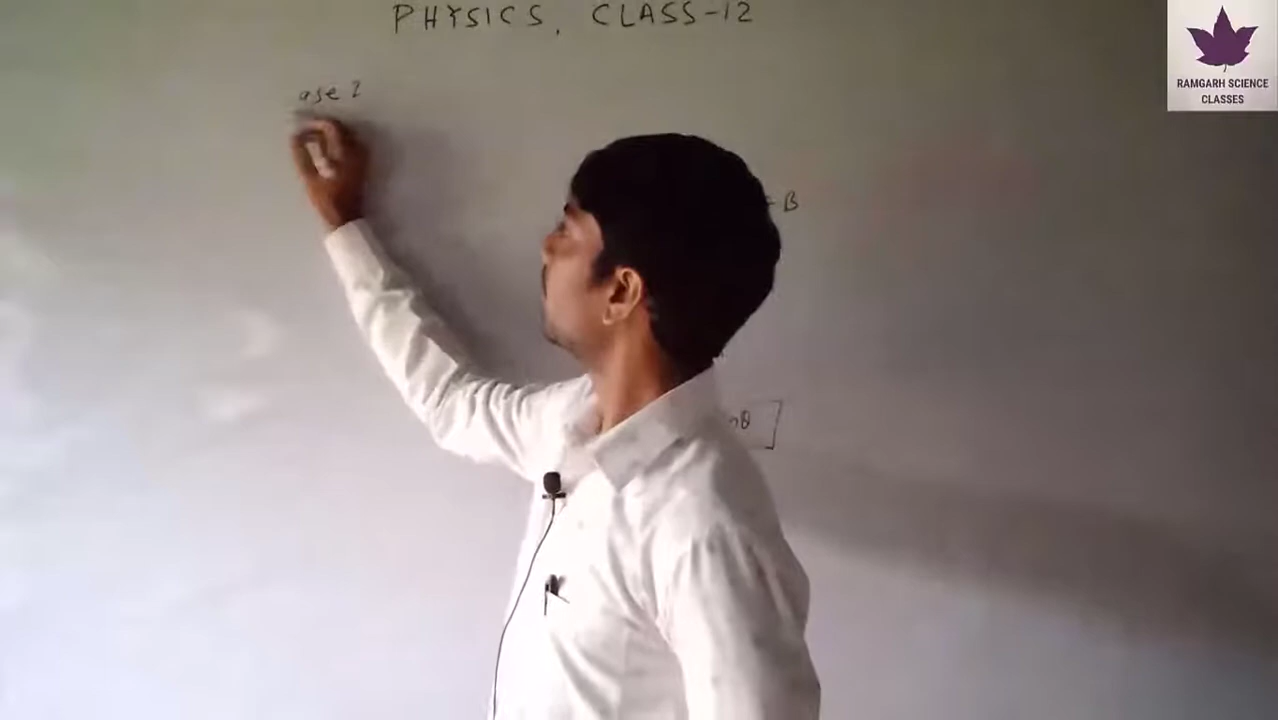 PHYSICS, CLASS-12
RAMGARH SCIENCE
CLASSES
ase 2
B
θ